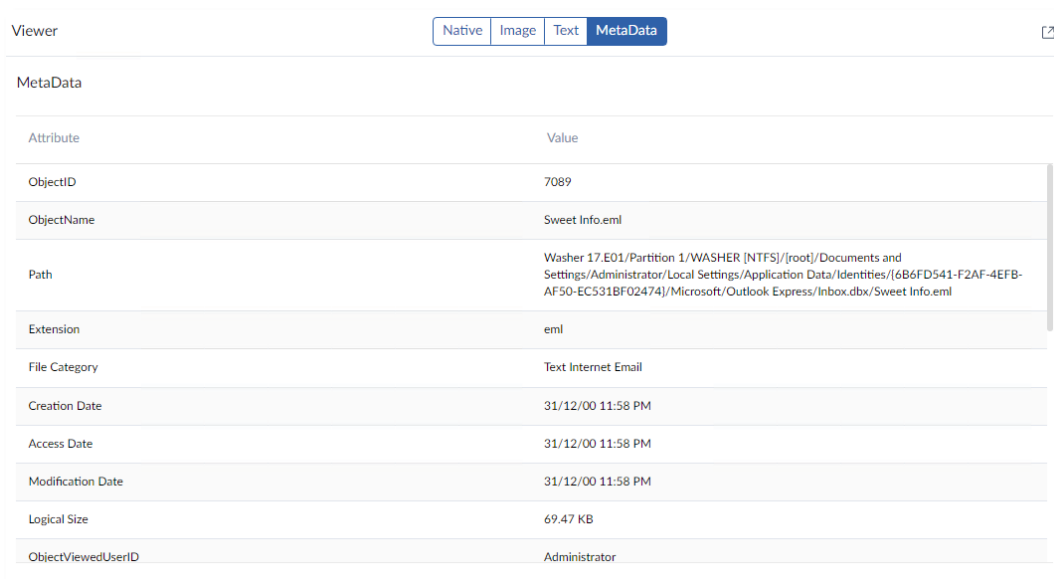 Viewer Native Image Text MetaData
MetaData
Attribute Value
ObjectID 7089
ObjectName Sweet Info.eml
Path Washer 17.E01/Partition 1/WASHER [NTFS]/[root]/Documents and
Settings/Administrator/Local Settings/Application Data/Identities/{6B6FD541-F2AF-4EFB-
AF50-EC531BF02474}/Microsoft/Outlook Express/Inbox.dbx/Sweet Info.eml
Extension eml
File Category Text Internet Email
Creation Date 31/12/00 11:58 PM
Access Date 31/12/00 11:58 PM
Modification Date 31/12/00 11:58 PM
Logical Size 69.47 KB
ObjectViewedUserID Administrator